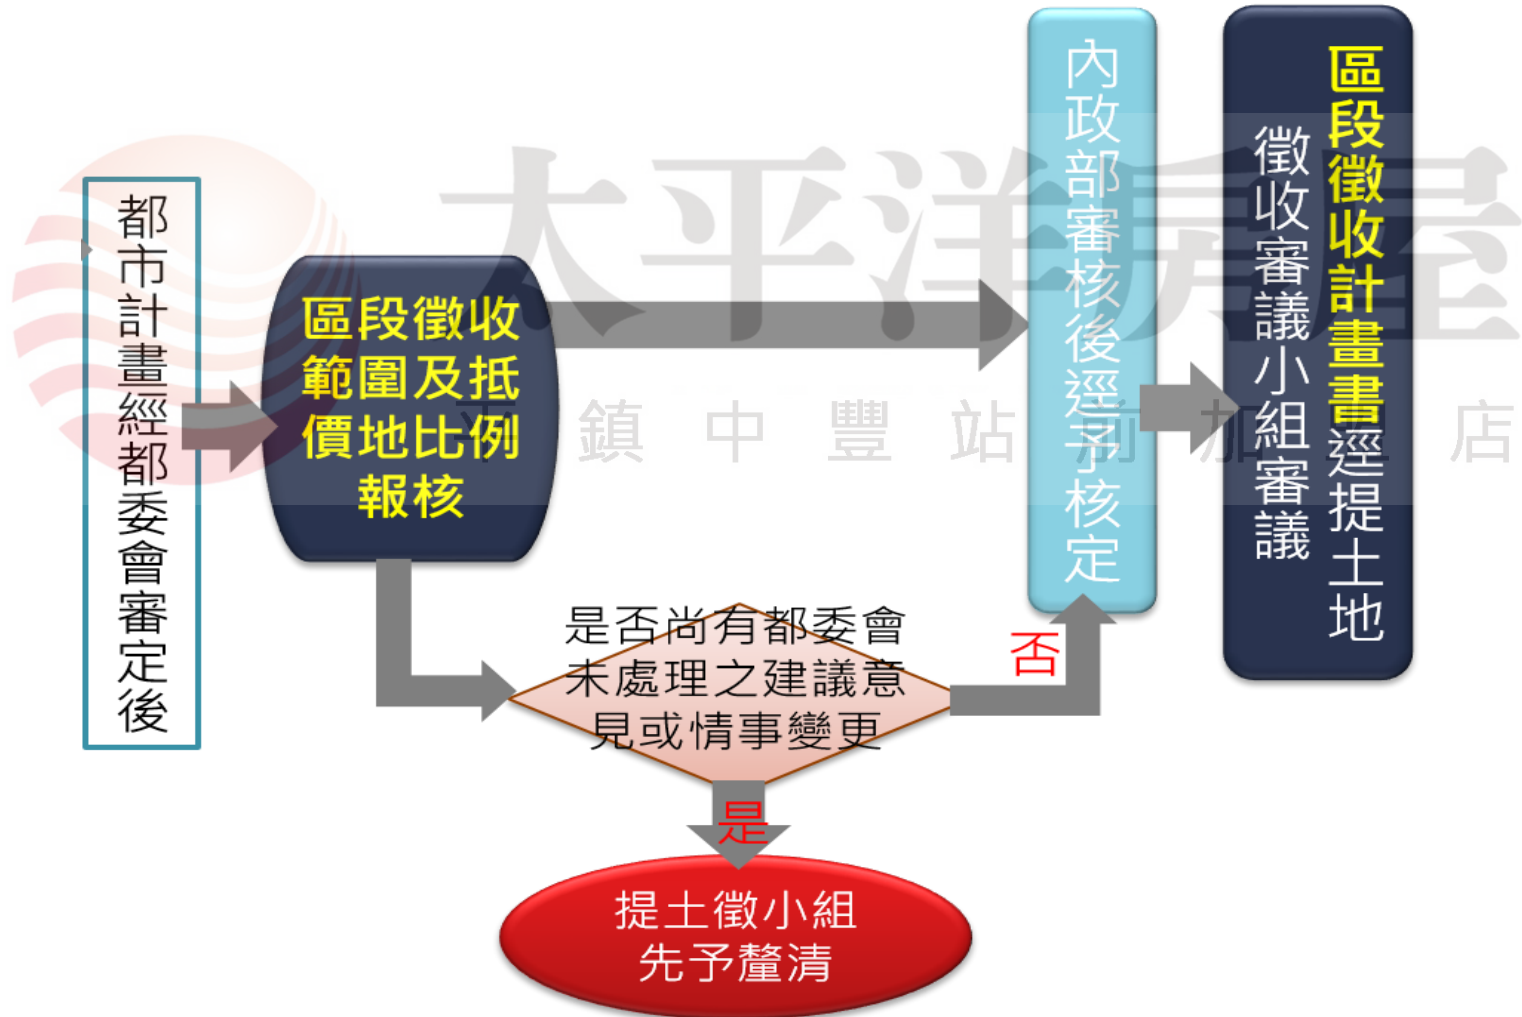 都市計畫經都委會審定後
區段徵收
範圍及抵
價地比例
報核
是否尚有都委會
未處理之建議意
見或情事變更
是
提土徵小組
先予釐清
否
內政部審核後逕予核定
區段徵收計畫書逕提土地
徵收審議小組審議
太平洋房屋
平鎮中豐站前加盟店